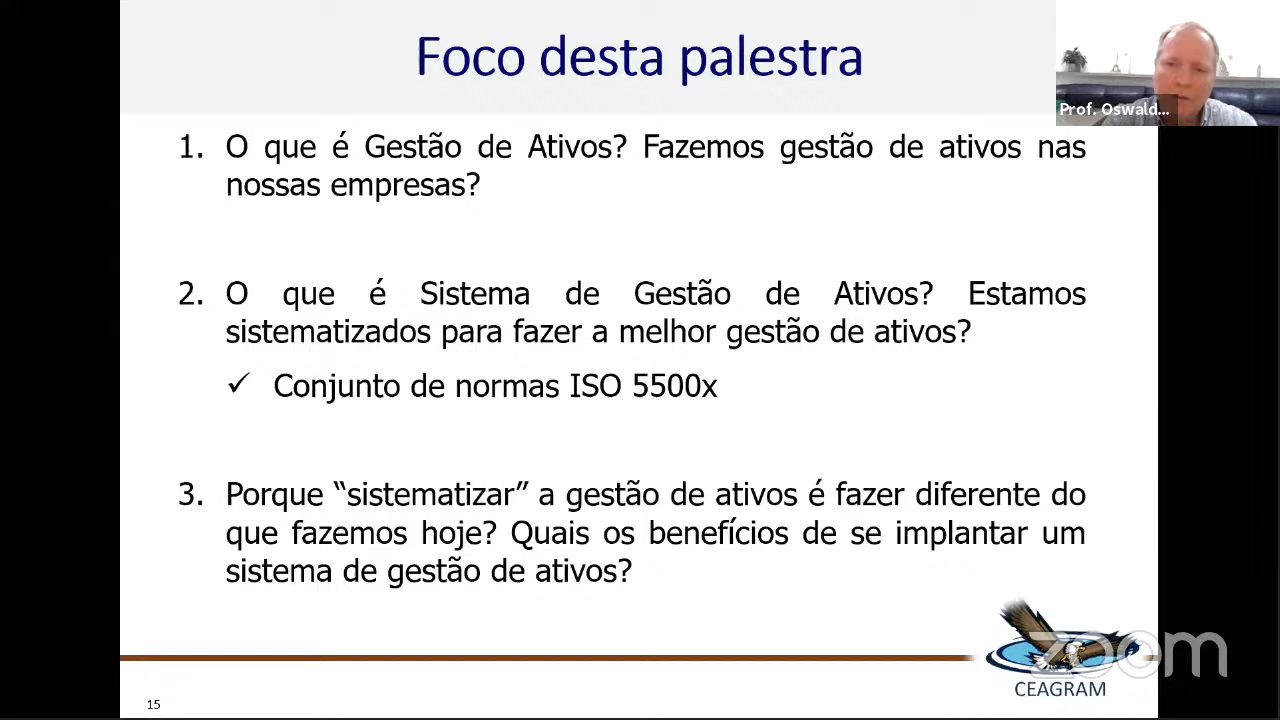 Foco desta palestra
Prof. Oswald...
1. O que é Gestão de Ativos? Fazemos gestão de ativos nas
nossas empresas?
2. O que é Sistema de Gestão de Ativos? Estamos
sistematizados para fazer a melhor gestão de ativos?
✓ Conjunto de normas ISO 5500x
3. Porque “sistematizar” a gestão de ativos é fazer diferente do
que fazemos hoje? Quais os benefícios de se implantar um
sistema de gestão de ativos?
zoom
CEAGRAM
15